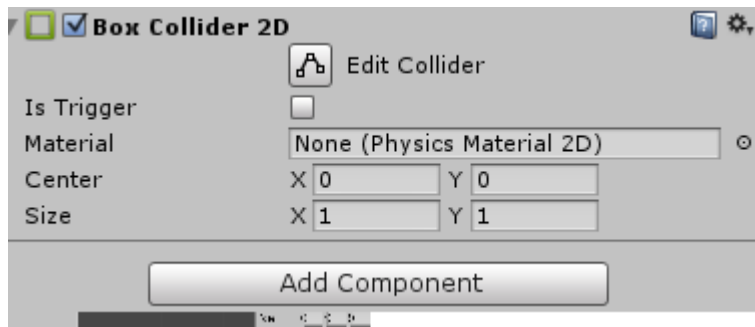 Box Collider 2D
Edit Collider
Is Trigger
Material None (Physics Material 2D)
Center X 0 Y 0
Size X 1 Y 1
Add Component